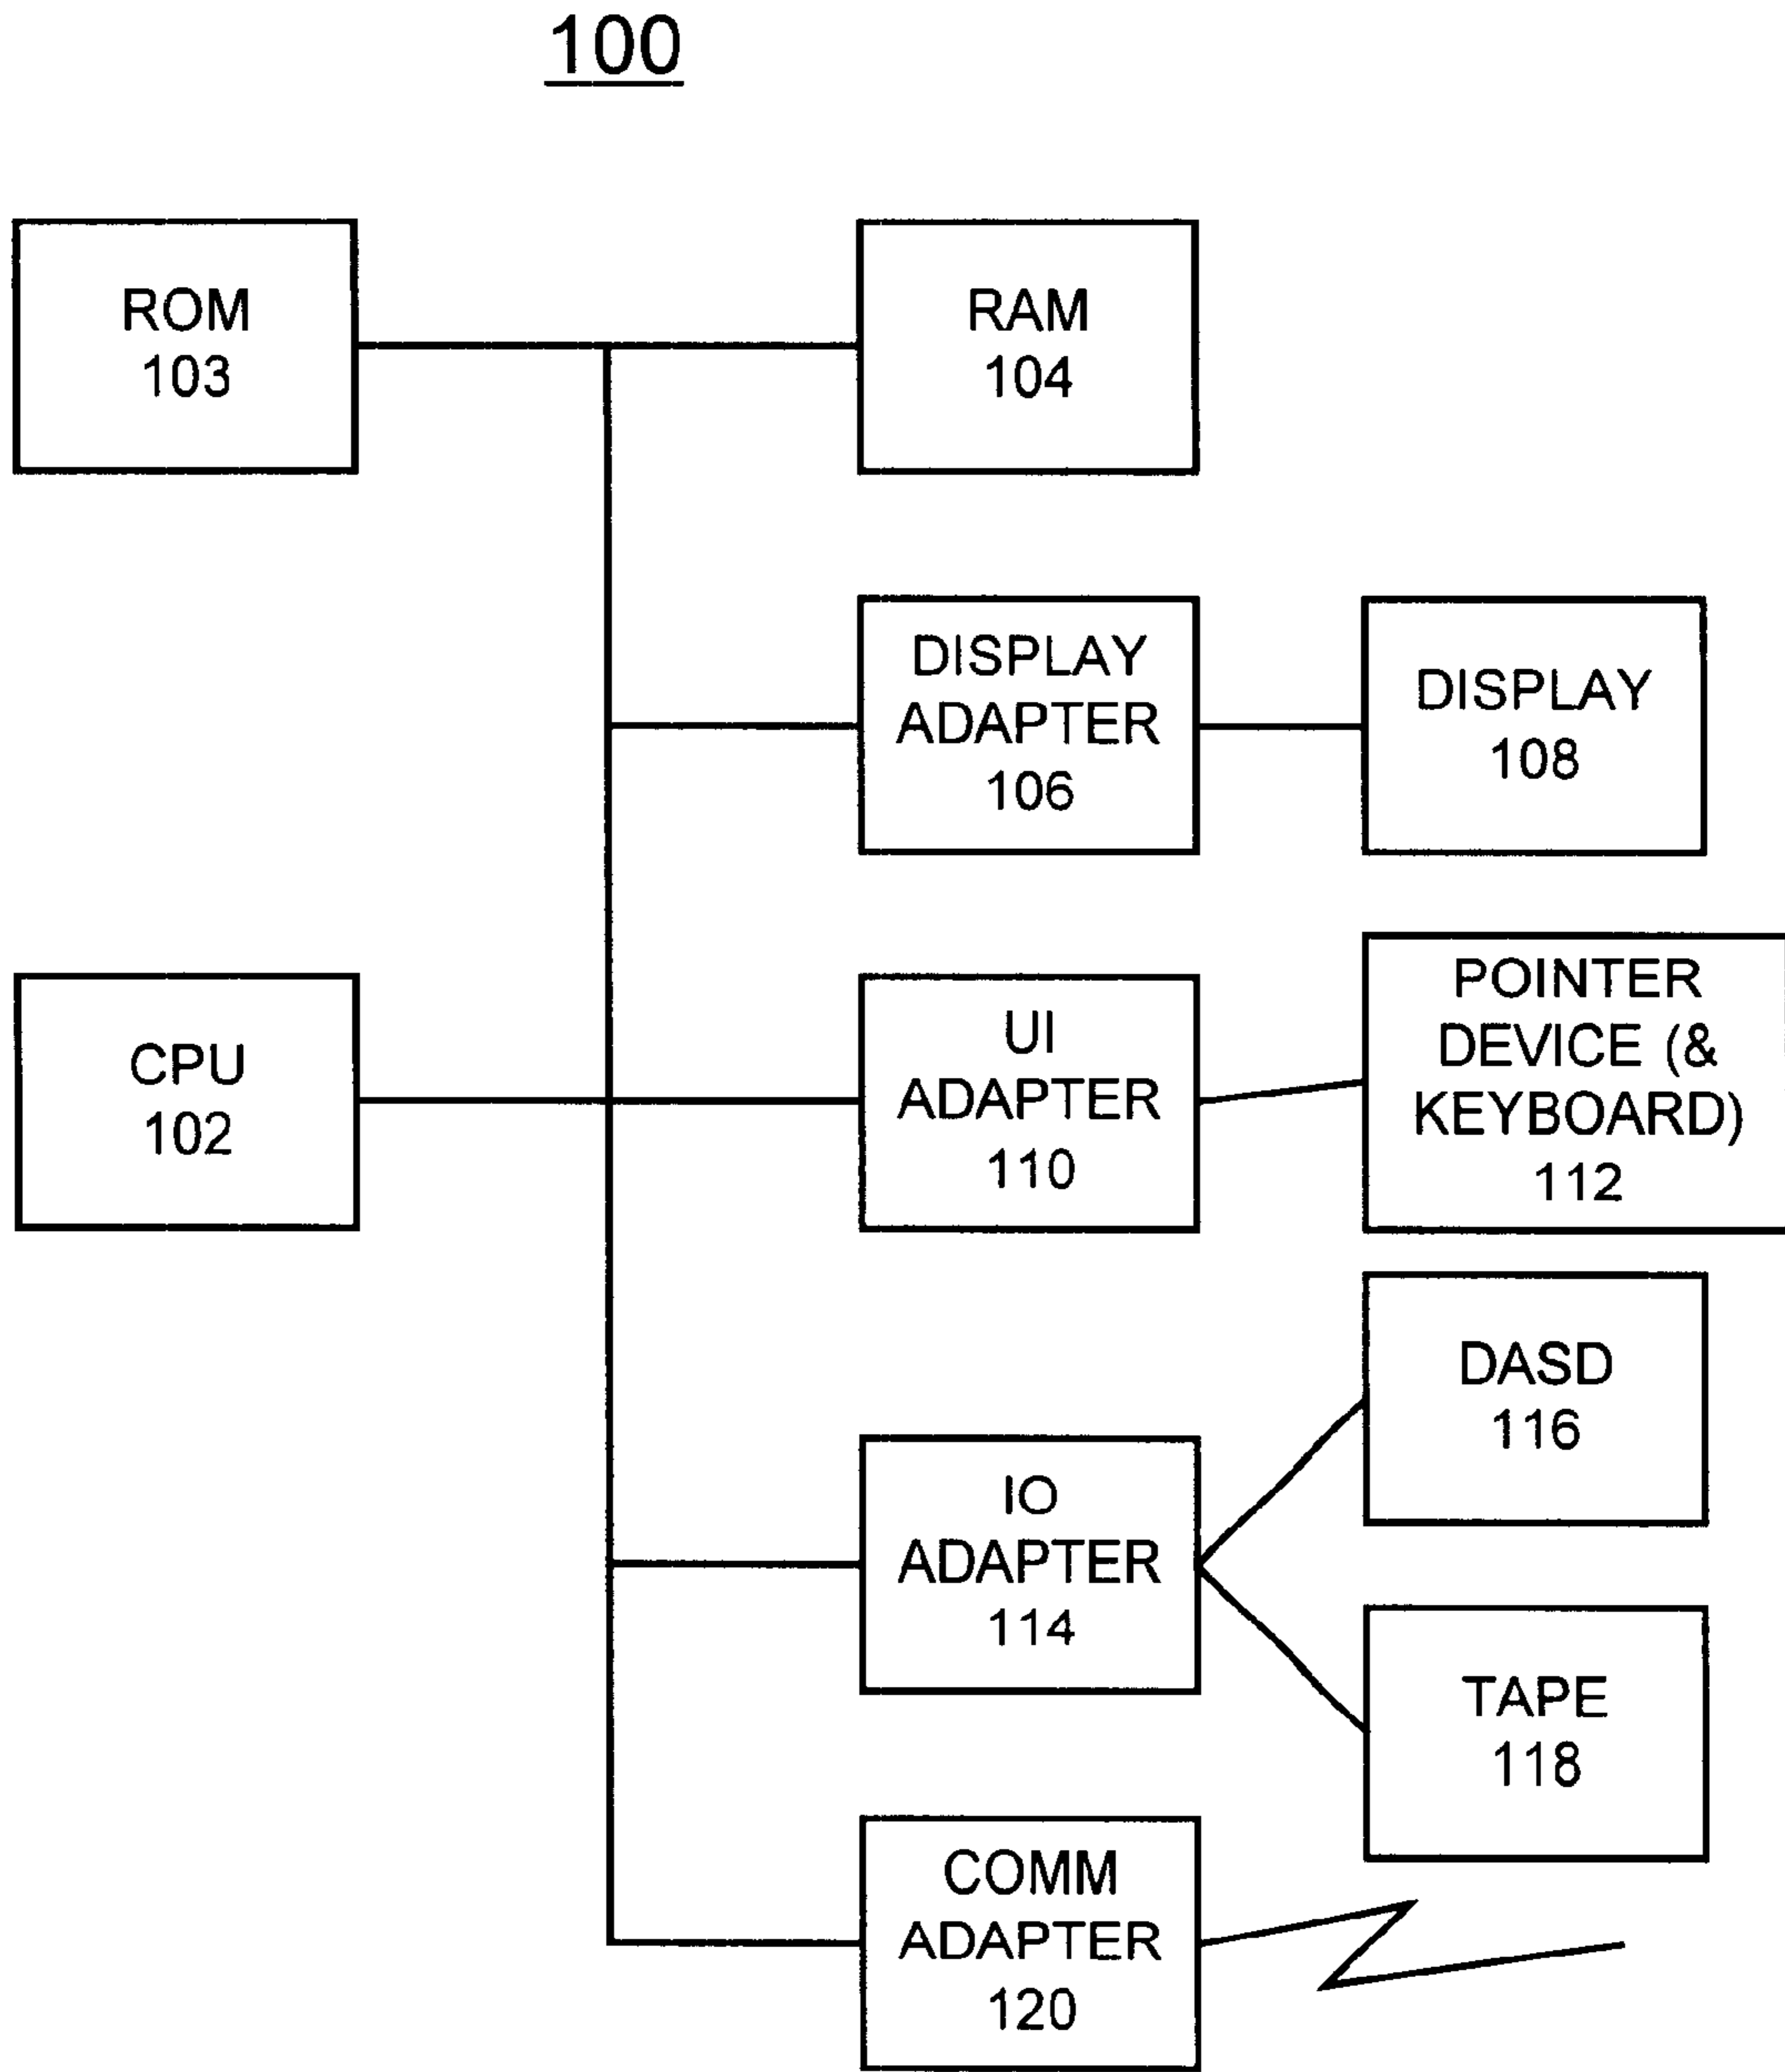 100
ROM
103
RAM
104
DISPLAY
ADAPTER
106
DISPLAY
108
CPU
102
UI
ADAPTER
110
POINTER
DEVICE (&
KEYBOARD)
112
DASD
116
IO
ADAPTER
114
TAPE
118
COMM
ADAPTER
120